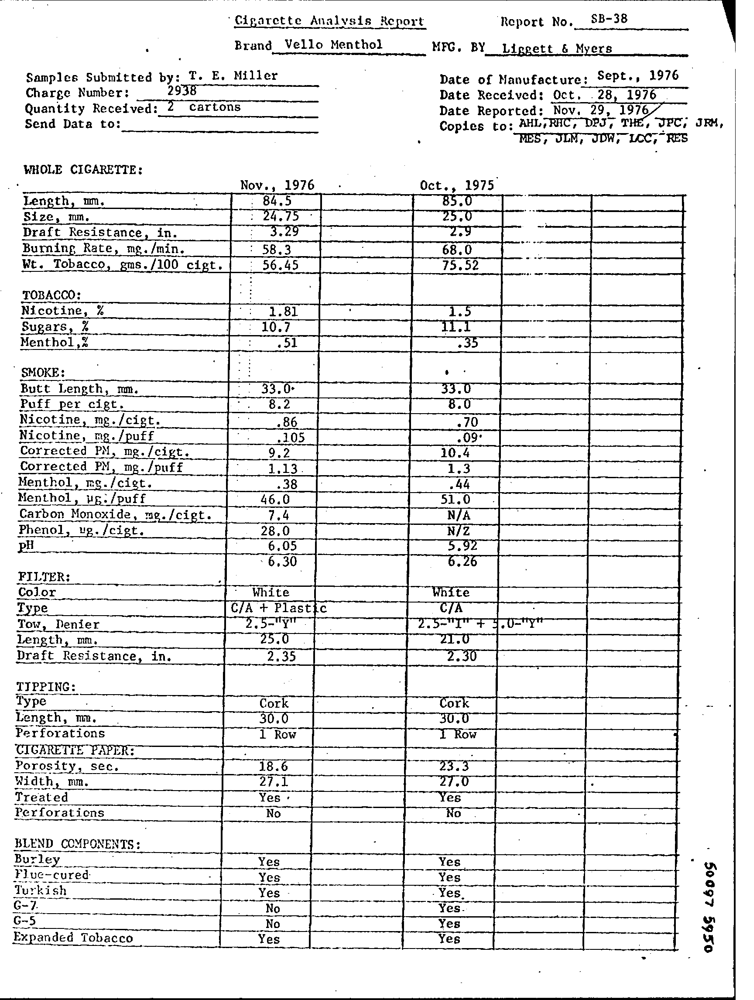 Cigarette Analysis Report Report No. SB-38
Brand Vello Menthol MFG. BY Liggett & Myers
Samples Submitted by: T. E. Miller Date of Manufacture: Sept., 1976
Charge Number: 2938 Date Received: Oct. 28, 1976
Quantity Received: 2 cartons Date Reported: Nov. 29, 1976
Send Data to: Copies to: AHL, RHC, DPJ, THE, JPC, JRM,
MES, JLM, JDW, LCC, RES
WHOLE CIGARETTE:
Nov., 1976 Oct., 1975
Length, mm. 84.5 85.0
Size, mm. 24.75 25.0
Draft Resistance, in. 3.29 2.9
Burning Rate, mg./min. 58.3 68.0
Wt. Tobacco, gms./100 cigt. 56.45 75.52
TOBACCO:
Nicotine, % 1.81 1.5
Sugars, % 10.7 11.1
Menthol,% .51 .35
SMOKE:
Butt Length, mm. 33.0 33.0
Puff per cigt. 8.2 8.0
Nicotine, mg./cigt. .86 .70
Nicotine, mg./puff .105 .09
Corrected PM, mg./cigt. 9.2 10.4
Corrected PM, mg./puff 1.13 1.3
Menthol, mg./cigt. .38 .44
Menthol, µg./puff 46.0 51.0
Carbon Monoxide, mg./cigt. 7.4 N/A
Phenol, ug./cigt. 28.0 N/Z
pH 6.05 5.92
6.30 6.26
FILTER:
Color White White
Type C/A + Plastic C/A
Tow, Denier 2.5-"Y" 2.5-"I" + 5.0-"Y"
Length, mm. 25.0 21.0
Draft Resistance, in. 2.35 2.30
TIPPING:
Type Cork Cork
Length, mm. 30.0 30.0
Perforations 1 Row 1 Row
CIGARETTE PAPER:
Porosity, sec. 18.6 23.3
Width, mm. 27.1 27.0
Treated Yes Yes
Perforations No No
BLEND COMPONENTS:
Burley Yes Yes
Flue-cured Yes Yes
Turkish Yes Yes
G-7 No Yes
G-5 No Yes
Expanded Tobacco Yes Yes
50097 5950